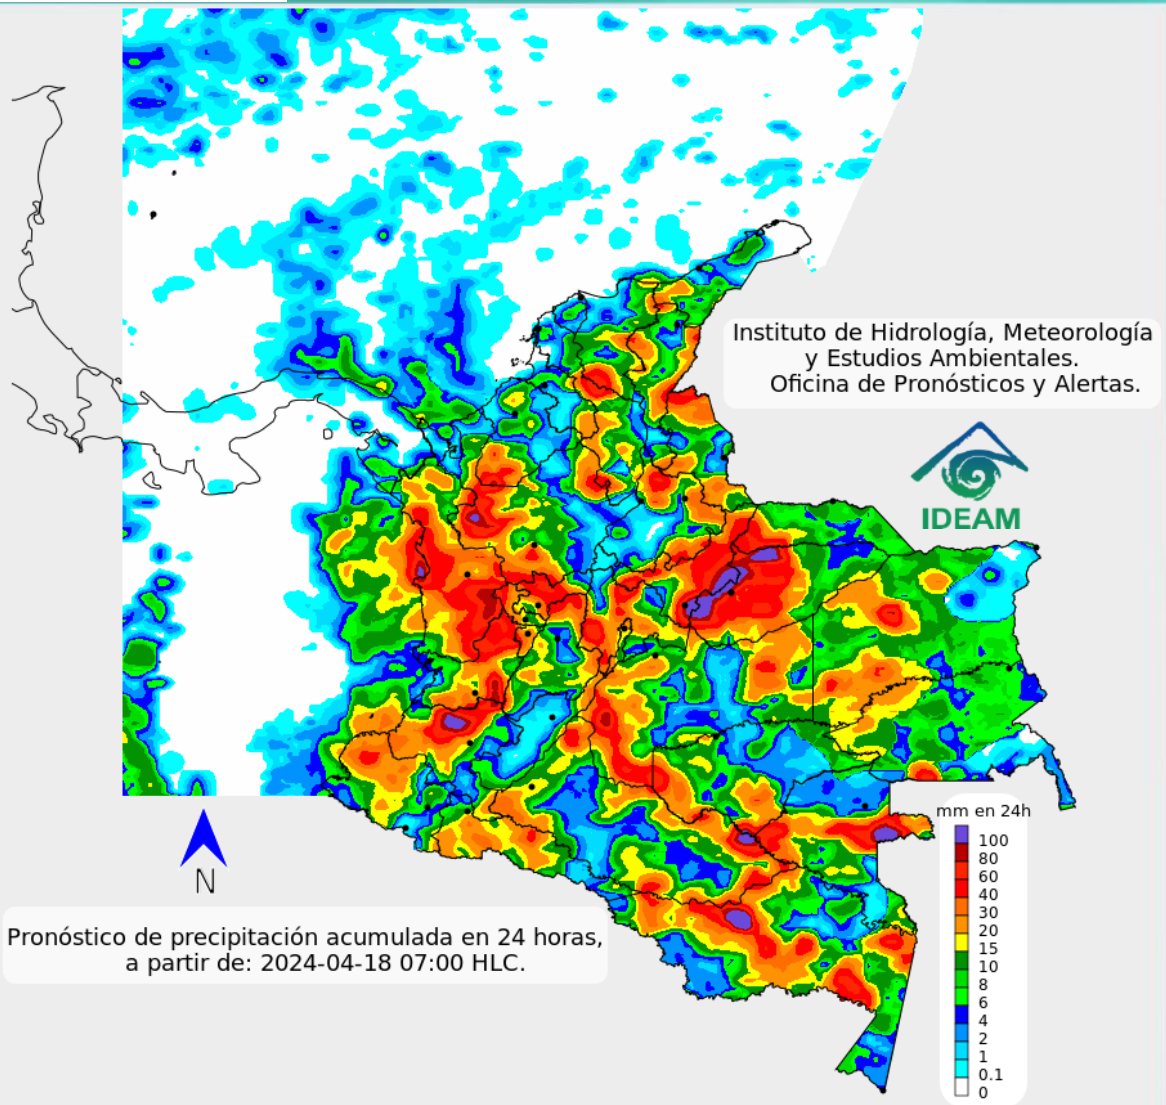 Instituto de Hidrología, Meteorología
y Estudios Ambientales.
Oficina de Pronósticos y Alertas.
IDEAM
mm en 24h
100
80
60
40
30
20
15
10
8
6
4
2
1
0.1
0
N
Pronóstico de precipitación acumulada en 24 horas,
a partir de: 2024-04-18 07:00 HLC.